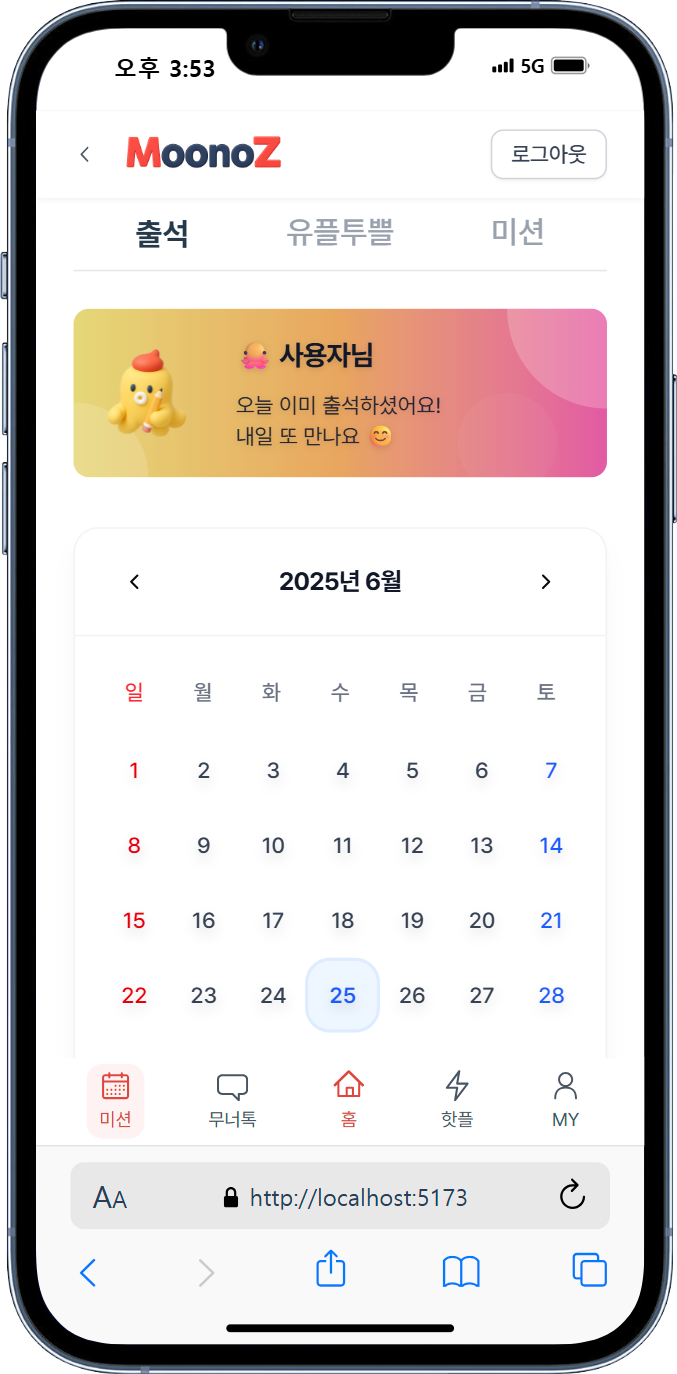 오후 3:53
5G
MoonoZ
로그아웃
출석 유플투쁠 미션
사용자님
오늘 이미 출석하셨어요!
내일 또 만나요 😊
2025년 6월
일 월 화 수 목 금 토
1 2 3 4 5 6 7
8 9 10 11 12 13 14
15 16 17 18 19 20 21
22 23 24 25 26 27 28
미션 무너톡 홈 핫플 MY
AA http://localhost:5173